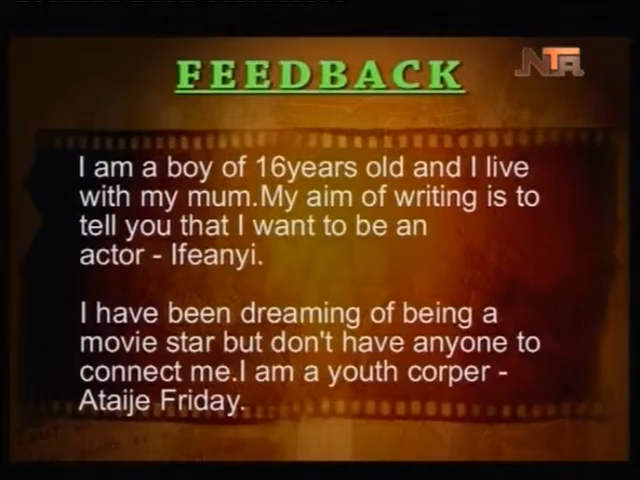 FEEDBACK
NTA
I am a boy of 16years old and I live
with my mum.My aim of writing is to
tell you that I want to be an
actor - Ifeanyi.
I have been dreaming of being a
movie star but don't have anyone to
connect me.I am a youth corper -
Ataije Friday.